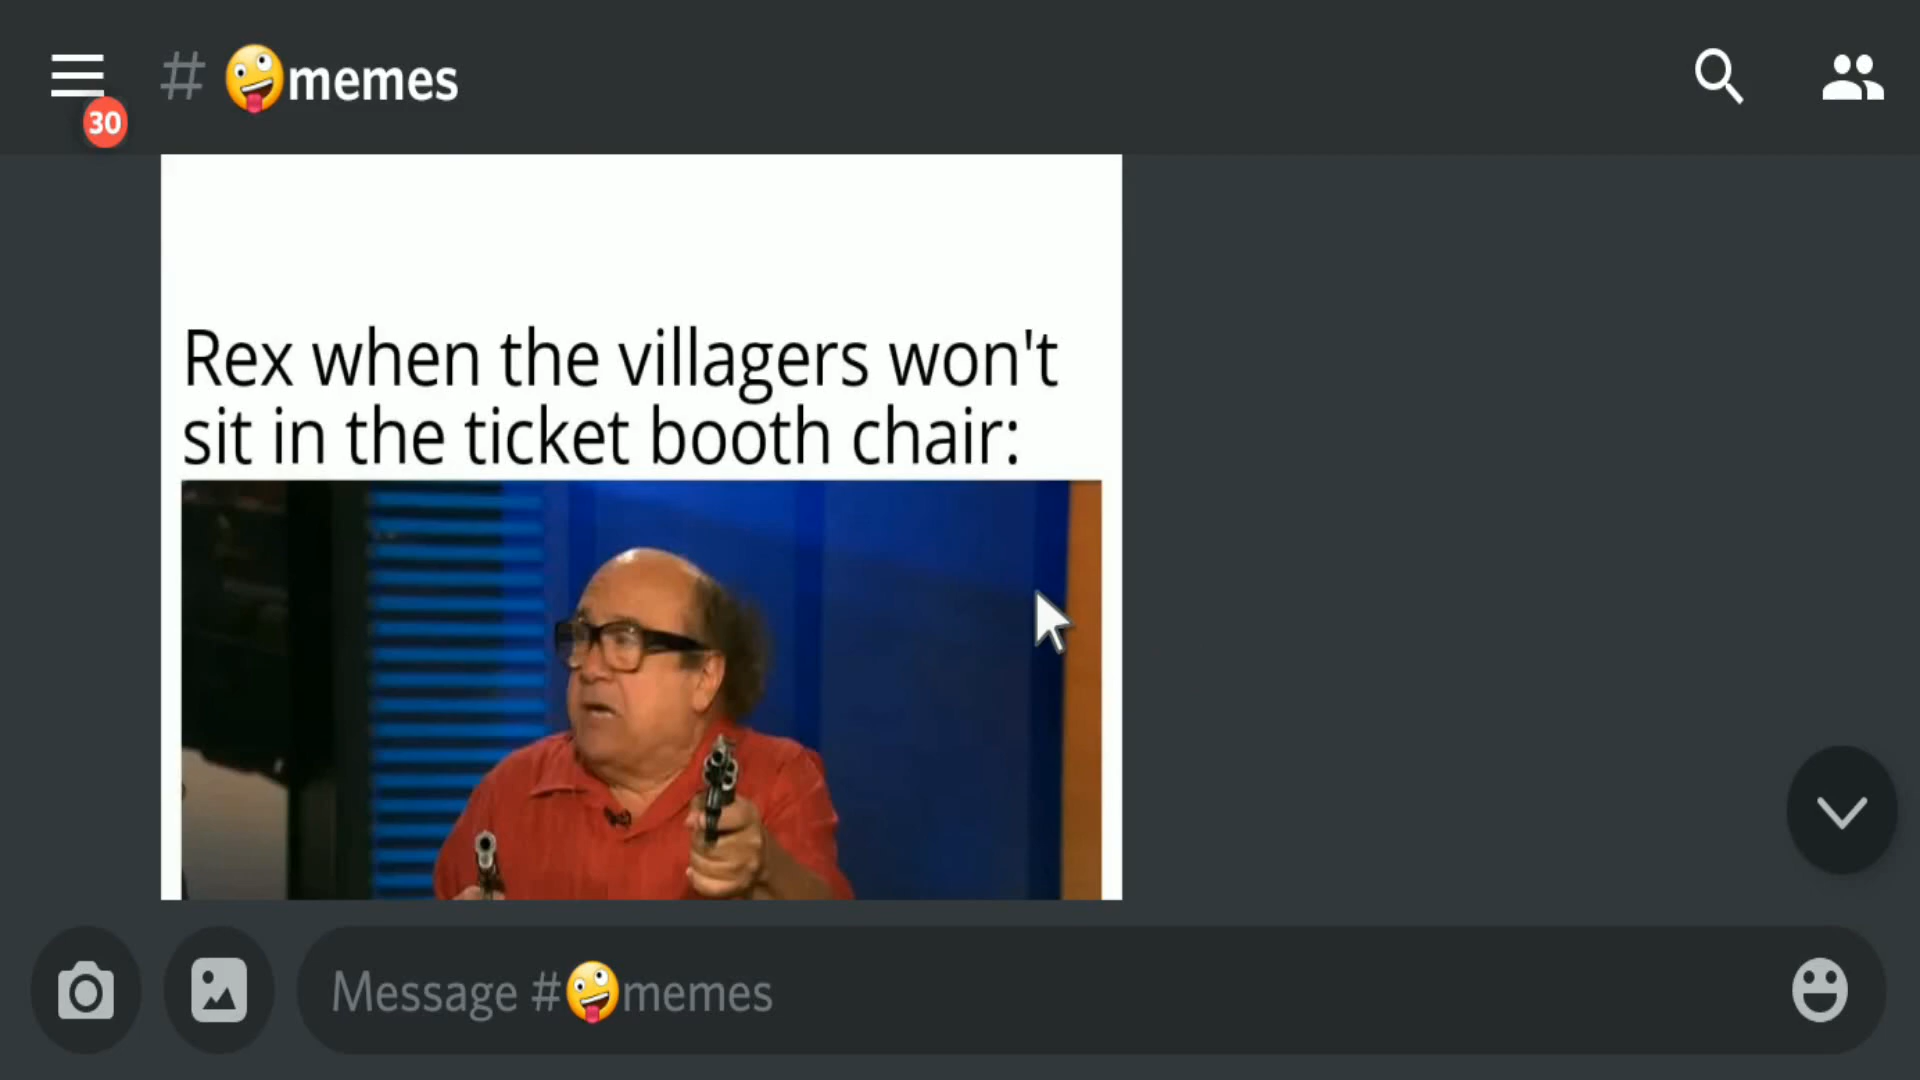 # 🤪memes
30
Rex when the villagers won't
sit in the ticket booth chair:
Message #🤪memes